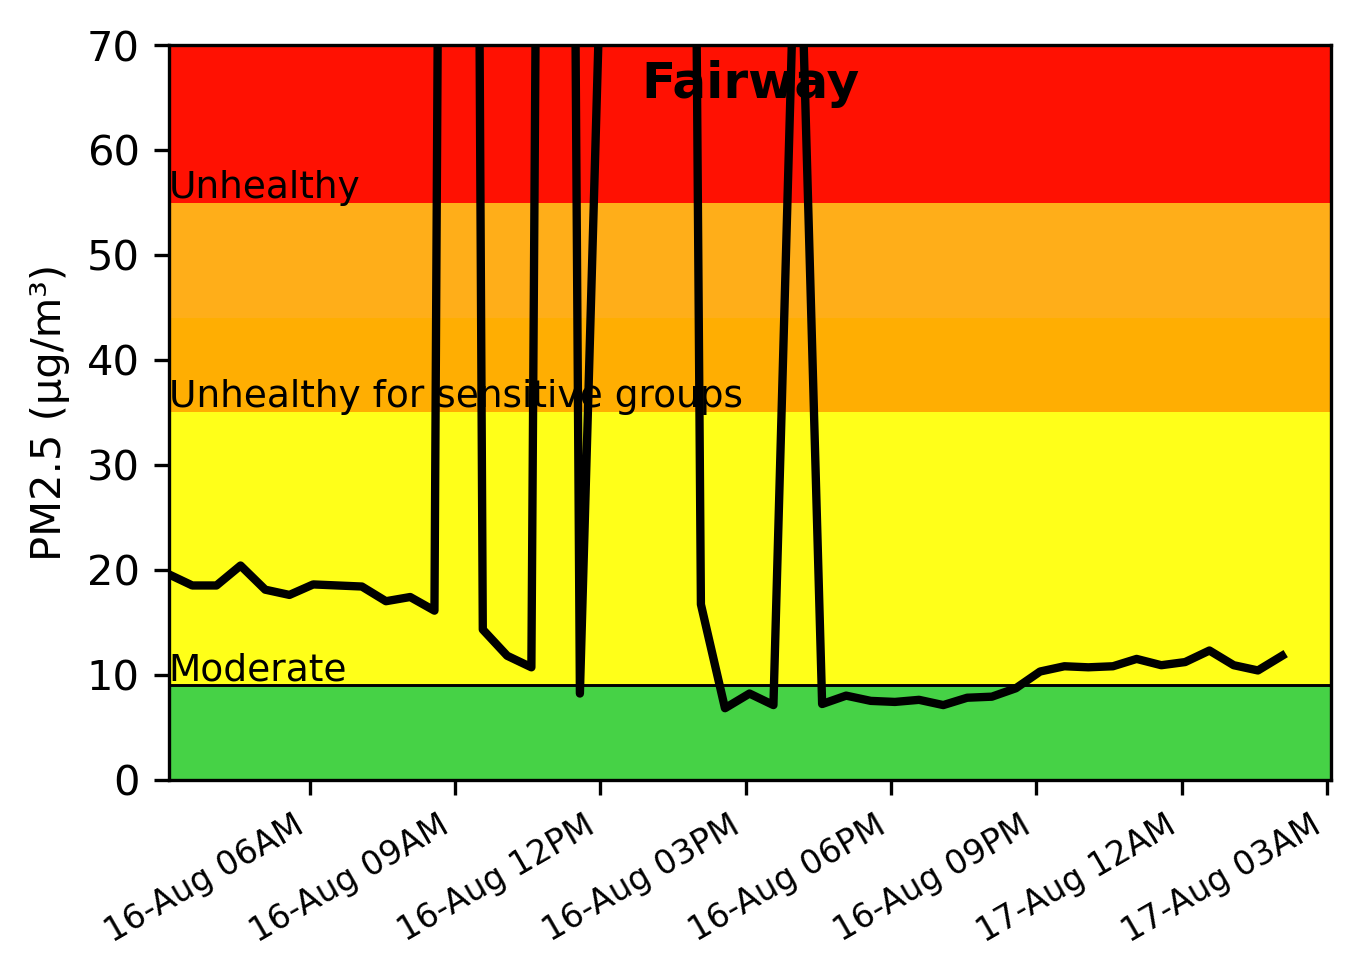 Fairway
70
60
50
40
30
20
10
0
PM2.5 (µg/m³)
Unhealthy
Unhealthy for sensitive groups
Moderate
16-Aug 06AM
16-Aug 09AM
16-Aug 12PM
16-Aug 03PM
16-Aug 06PM
16-Aug 09PM
17-Aug 12AM
17-Aug 03AM